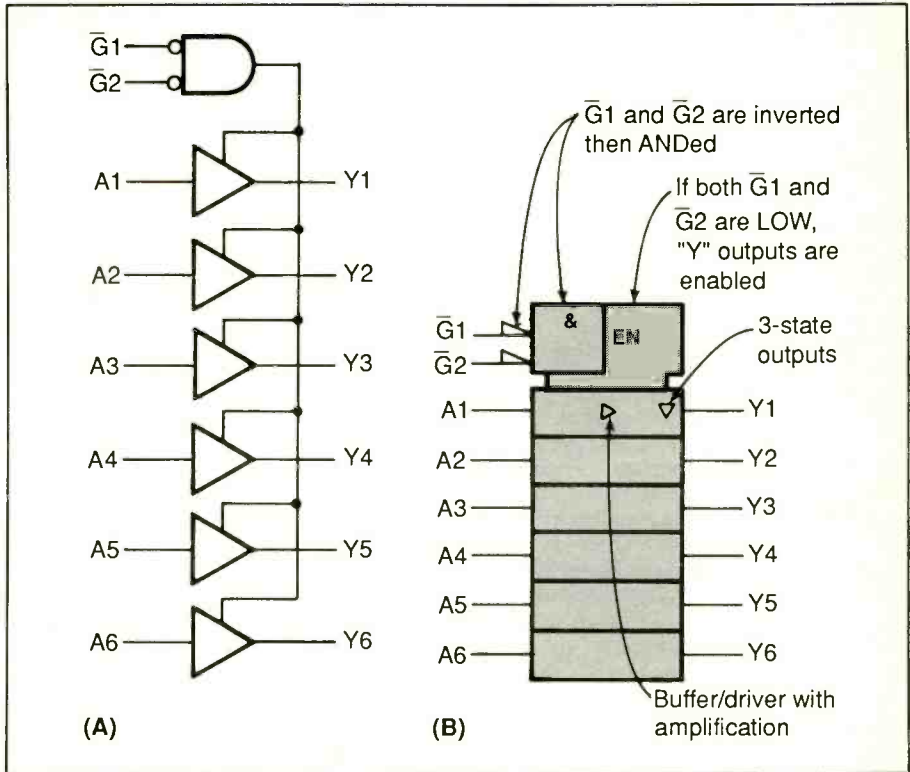 G̅1
G̅2
A1
Y1
A2
Y2
A3
Y3
A4
Y4
A5
Y5
A6
Y6
(A)
G̅1 and G̅2 are inverted
then ANDed
If both G̅1 and
G̅2 are LOW,
"Y" outputs are
enabled
3-state
outputs
G̅1
G̅2
&
EN
A1
Y1
A2
Y2
A3
Y3
A4
Y4
A5
Y5
A6
Y6
Buffer/driver with
amplification
(B)